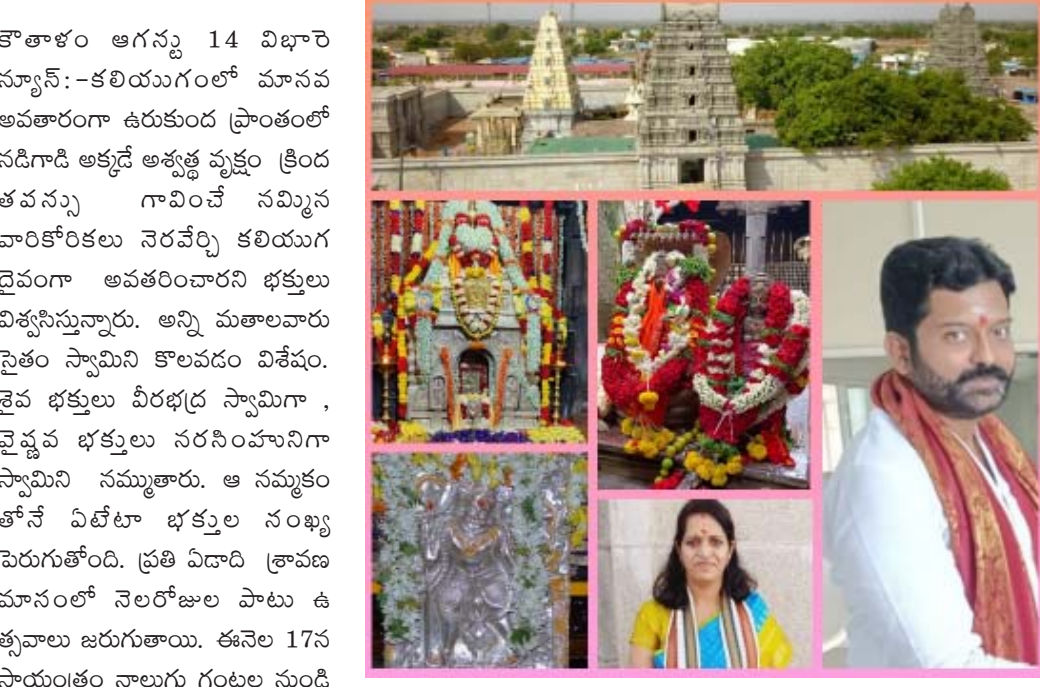 కౌతాళం ఆగస్టు 14 విభారె
న్యూస్:-కలియుగంలో మానవ
అవతారంగా ఉరుకుంద ప్రాంతంలో
నడిగాడి అక్కడే అశ్వత్థ వృక్షం క్రింద
తవస్సు గావించే నమ్మిన
వారికోరికలు నెరవేర్చి కలియుగ
దైవంగా అవతరించారని భక్తులు
విశ్వసిస్తున్నారు. అన్ని మతాలవారు
సైతం స్వామిని కొలవడం విశేషం.
శైవ భక్తులు వీరభద్ర స్వామిగా ,
వైష్ణవ భక్తులు నరసింహునిగా
స్వామిని నమ్ముతారు. ఆ నమ్మకం
తోనే ఏటేటా భక్తుల సంఖ్య
పెరుగుతోంది. ప్రతి ఏడాది శ్రావణ
మాసంలో నెలరోజుల పాటు ఉ
త్సవాలు జరుగుతాయి. ఈనెల 17న
సాయంత్రం నాలుగు గంటల నుండి